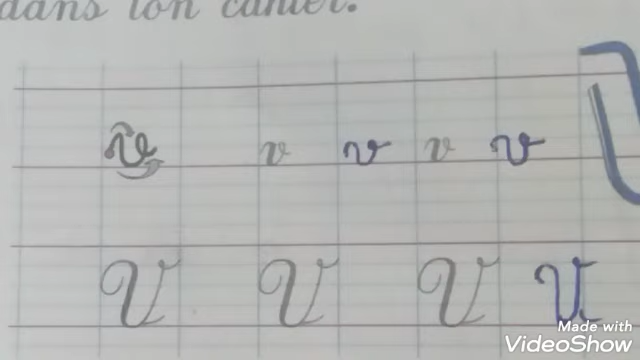 dans ton cahier.
v v v v v
V V V V
Made with
VideoShow